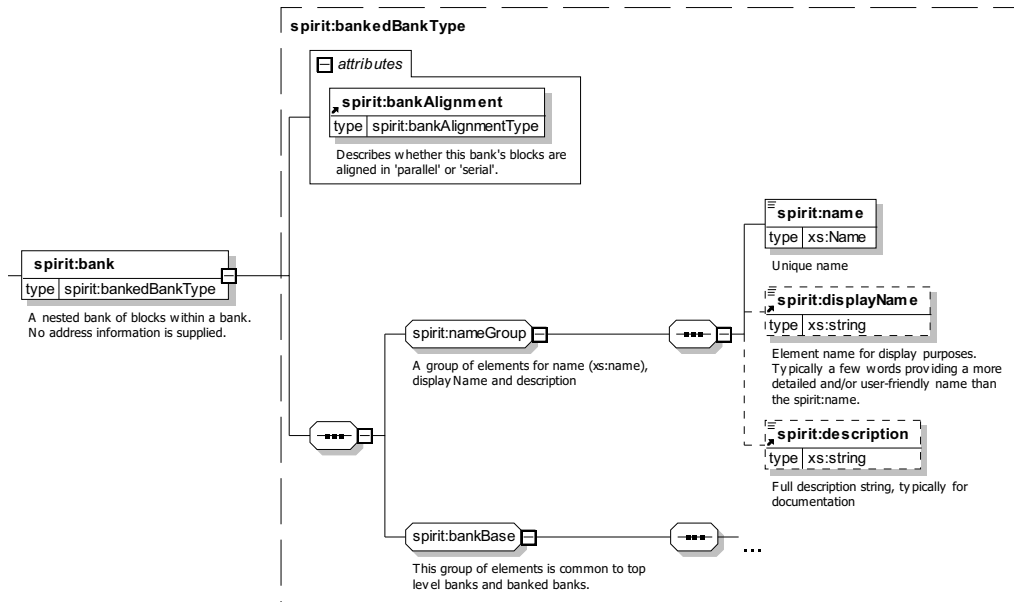 spirit:bankedBankType
attributes
spirit:bankAlignment
type spirit:bankAlignmentType
Describes whether this bank's blocks are
aligned in 'parallel' or 'serial'.
spirit:bank
type spirit:bankedBankType
A nested bank of blocks within a bank.
No address information is supplied.
spirit:nameGroup
A group of elements for name (xs:name),
displayName and description
spirit:name
type xs:Name
Unique name
spirit:displayName
type xs:string
Element name for display purposes.
Typically a few words providing a more
detailed and/or user-friendly name than
the spirit:name.
spirit:description
type xs:string
Full description string, typically for
documentation
spirit:bankBase
...
This group of elements is common to top
level banks and banked banks.